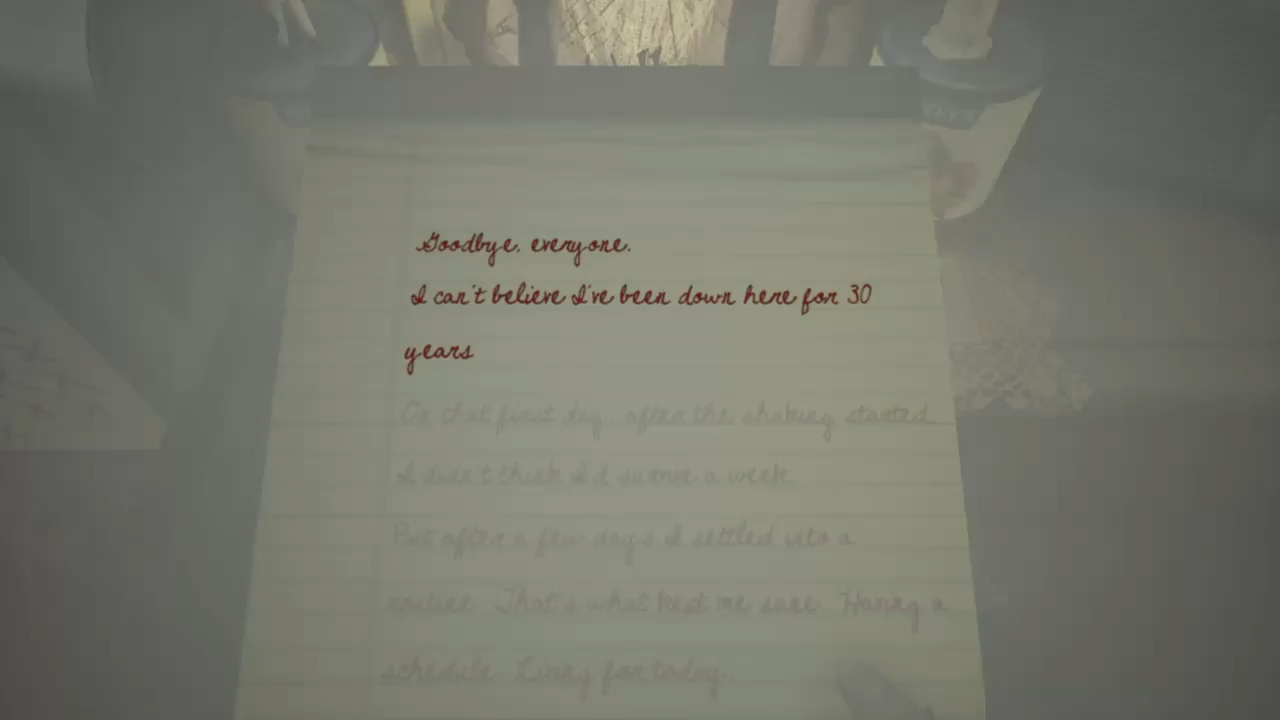 Goodbye, everyone.
I can't believe I've been down here for 30
years
On that first day, after the shaking started
I didn't think I'd survive a week
But after a few days I settled into a
routine. That's what kept me sane. Having a
schedule. Living for today.